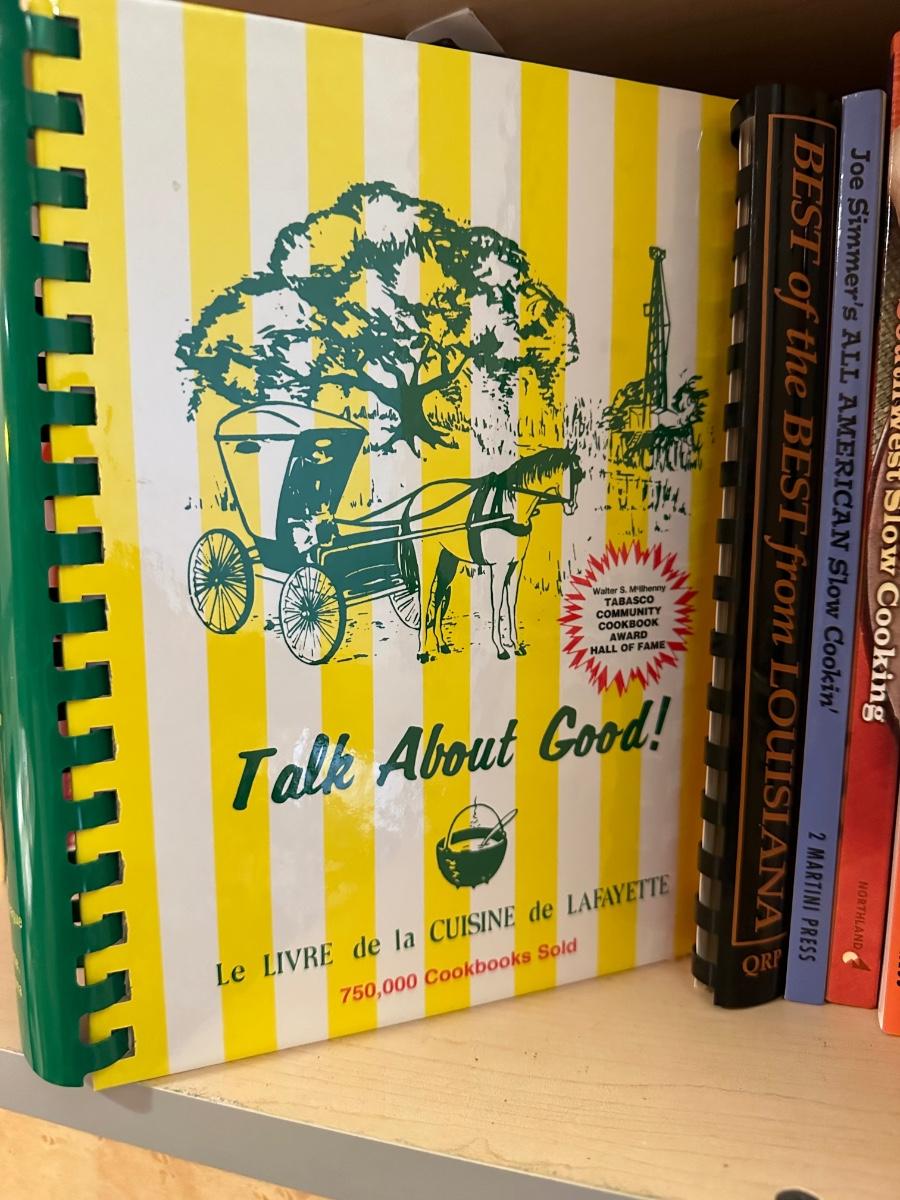 Walter S. McIlhenny
TABASCO
COMMUNITY
COOKBOOK
AWARD
HALL OF FAME
Talk About Good!
Le LIVRE de la CUISINE de LAFAYETTE
750,000 Cookbooks Sold
BEST of the BEST from LOUISIANA
QRP
Joe Simmer's ALL AMERICAN Slow Cookin'
2 MARTINI PRESS
Southwest Slow Cooking
NORTHLAND